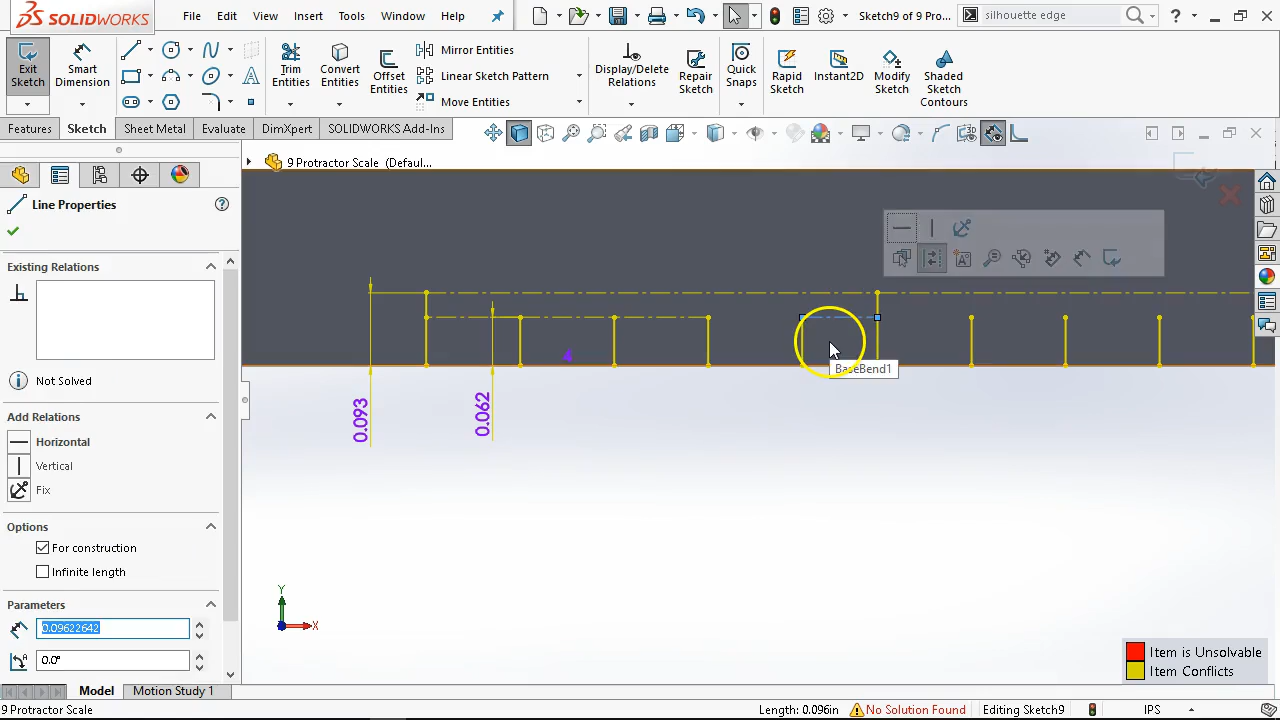 SOLIDWORKS File Edit View Insert Tools Window Help Sketch9 of 9 Pro... silhouette edge ?
Exit Sketch Smart Dimension Trim Entities Convert Entities Offset Entities Mirror Entities Linear Sketch Pattern Move Entities Display/Delete Relations Repair Sketch Quick Snaps Rapid Sketch Instant2D Modify Sketch Shaded Sketch Contours
Features Sketch Sheet Metal Evaluate DimXpert SOLIDWORKS Add-Ins
9 Protractor Scale (Defaul...
Line Properties
Existing Relations
Not Solved
Add Relations
Horizontal
Vertical
Fix
Options
For construction
Infinite length
Parameters
0.09622642
0.0°
4
0.093
0.062
BaseBend1
Y
X
Item is Unsolvable
Item Conflicts
Model Motion Study 1
9 Protractor Scale Length: 0.096in No Solution Found Editing Sketch9 IPS